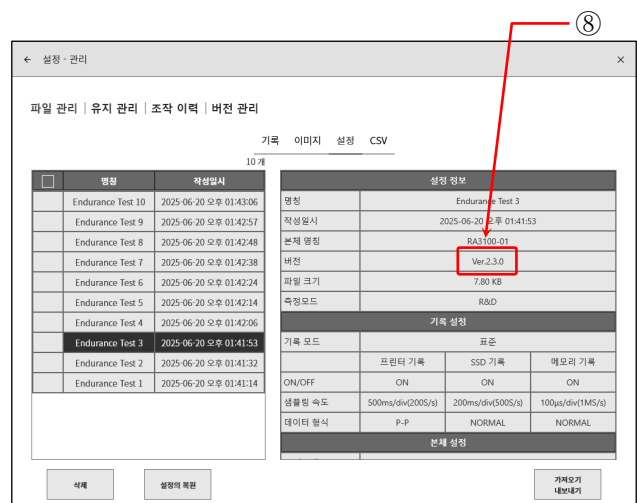 ⑧
← 설정 - 관리 ×
파일 관리 | 유지 관리 | 조작 이력 | 버전 관리
기록 이미지 설정 CSV
10 개
명칭 작성일시
Endurance Test 10 2025-06-20 오후 01:43:06
Endurance Test 9 2025-06-20 오후 01:42:57
Endurance Test 8 2025-06-20 오후 01:42:48
Endurance Test 7 2025-06-20 오후 01:42:38
Endurance Test 6 2025-06-20 오후 01:42:24
Endurance Test 5 2025-06-20 오후 01:42:14
Endurance Test 4 2025-06-20 오후 01:42:06
Endurance Test 3 2025-06-20 오후 01:41:53
Endurance Test 2 2025-06-20 오후 01:41:32
Endurance Test 1 2025-06-20 오후 01:41:14
설정 정보
명칭 Endurance Test 3
작성일시 2025-06-20 오후 01:41:53
본체 명칭 RA3100-01
버전 Ver.2.3.0
파일 크기 7.80 KB
측정모드 R&D
기록 설정
기록 모드 표준
프린터 기록 SSD 기록 메모리 기록
ON/OFF ON ON ON
샘플링 속도 500ms/div(200S/s) 200ms/div(500S/s) 100μs/div(1MS/s)
데이터 형식 P-P NORMAL NORMAL
본체 설정
삭제 설정의 복원 가져오기
내보내기